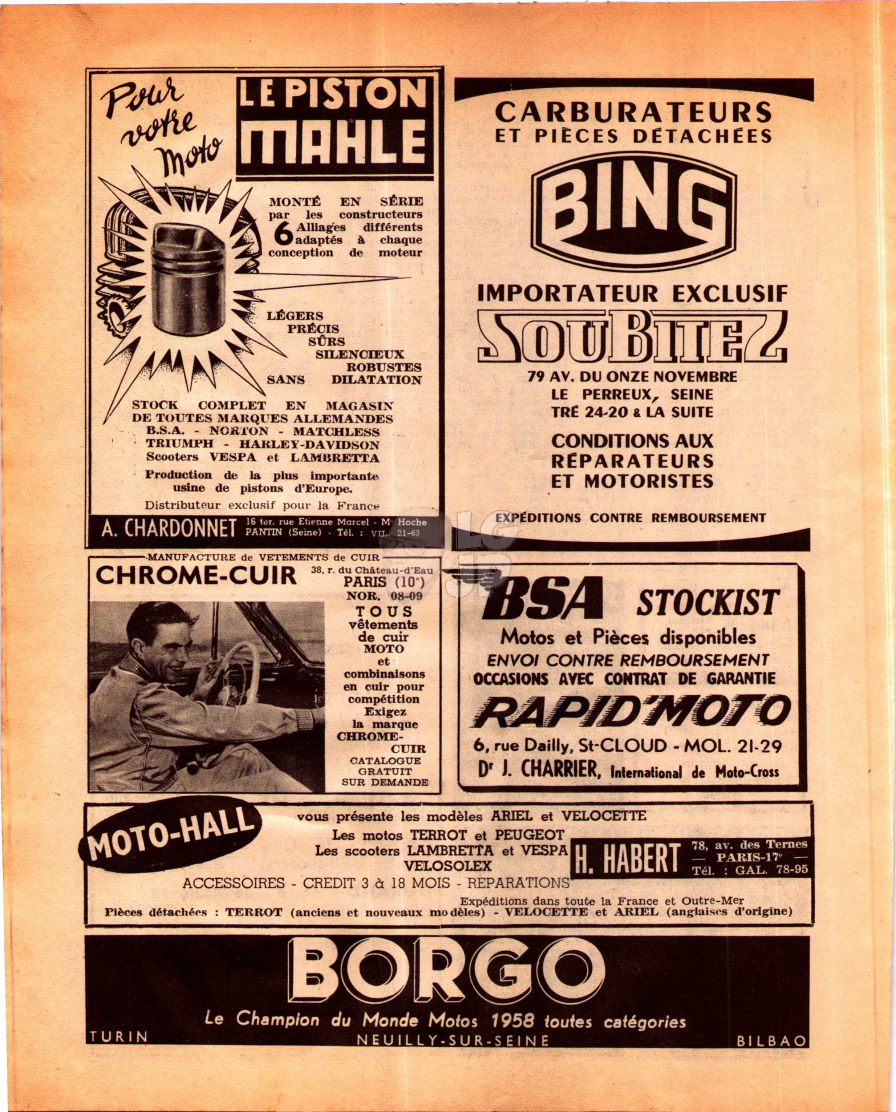 Pour
votre
Moto
LE PISTON
MAHLE
MONTÉ EN SÉRIE
par les constructeurs
6 Alliages différents
adaptés à chaque
conception de moteur
LÉGERS
PRÉCIS
SÛRS
SILENCIEUX
ROBUSTES
SANS DILATATION
STOCK COMPLET EN MAGASIN
DE TOUTES MARQUES ALLEMANDES
B.S.A. - NORTON - MATCHLESS
TRIUMPH - HARLEY-DAVIDSON
Scooters VESPA et LAMBRETTA
Production de la plus importante
usine de pistons d'Europe.
Distributeur exclusif pour la France
A. CHARDONNET
16 ter, rue Etienne Marcel - M° Hoche
PANTIN (Seine) - Tél. : VIL. 21-63
CARBURATEURS
ET PIÈCES DÉTACHÉES
BING
IMPORTATEUR EXCLUSIF
SOUBITEZ
79 AV. DU ONZE NOVEMBRE
LE PERREUX, SEINE
TRÉ 24-20 & LA SUITE
CONDITIONS AUX
RÉPARATEURS
ET MOTORISTES
EXPÉDITIONS CONTRE REMBOURSEMENT
MANUFACTURE de VETEMENTS de CUIR
CHROME-CUIR
38, r. du Château-d'Eau
PARIS (10e)
NOR. 08-09
TOUS
vêtements
de cuir
MOTO
et
combinaisons
en cuir pour
compétition
Exigez
la marque
CHROME-
CUIR
CATALOGUE
GRATUIT
SUR DEMANDE
BSA STOCKIST
Motos et Pièces disponibles
ENVOI CONTRE REMBOURSEMENT
OCCASIONS AVEC CONTRAT DE GARANTIE
RAPID'MOTO
6, rue Dailly, St-CLOUD - MOL. 21-29
Dr J. CHARRIER, International de Moto-Cross
MOTO-HALL
vous présente les modèles ARIEL et VELOCETTE
Les motos TERROT et PEUGEOT
Les scooters LAMBRETTA et VESPA
VELOSOLEX
H. HABERT
78, av. des Ternes
— PARIS-17e —
Tél. : GAL. 78-95
ACCESSOIRES - CREDIT 3 à 18 MOIS - REPARATIONS
Expéditions dans toute la France et Outre-Mer
Pièces détachées : TERROT (anciens et nouveaux modèles) - VELOCETTE et ARIEL (anglaises d'origine)
BORGO
Le Champion du Monde Motos 1958 toutes catégories
TURIN NEUILLY-SUR-SEINE BILBAO